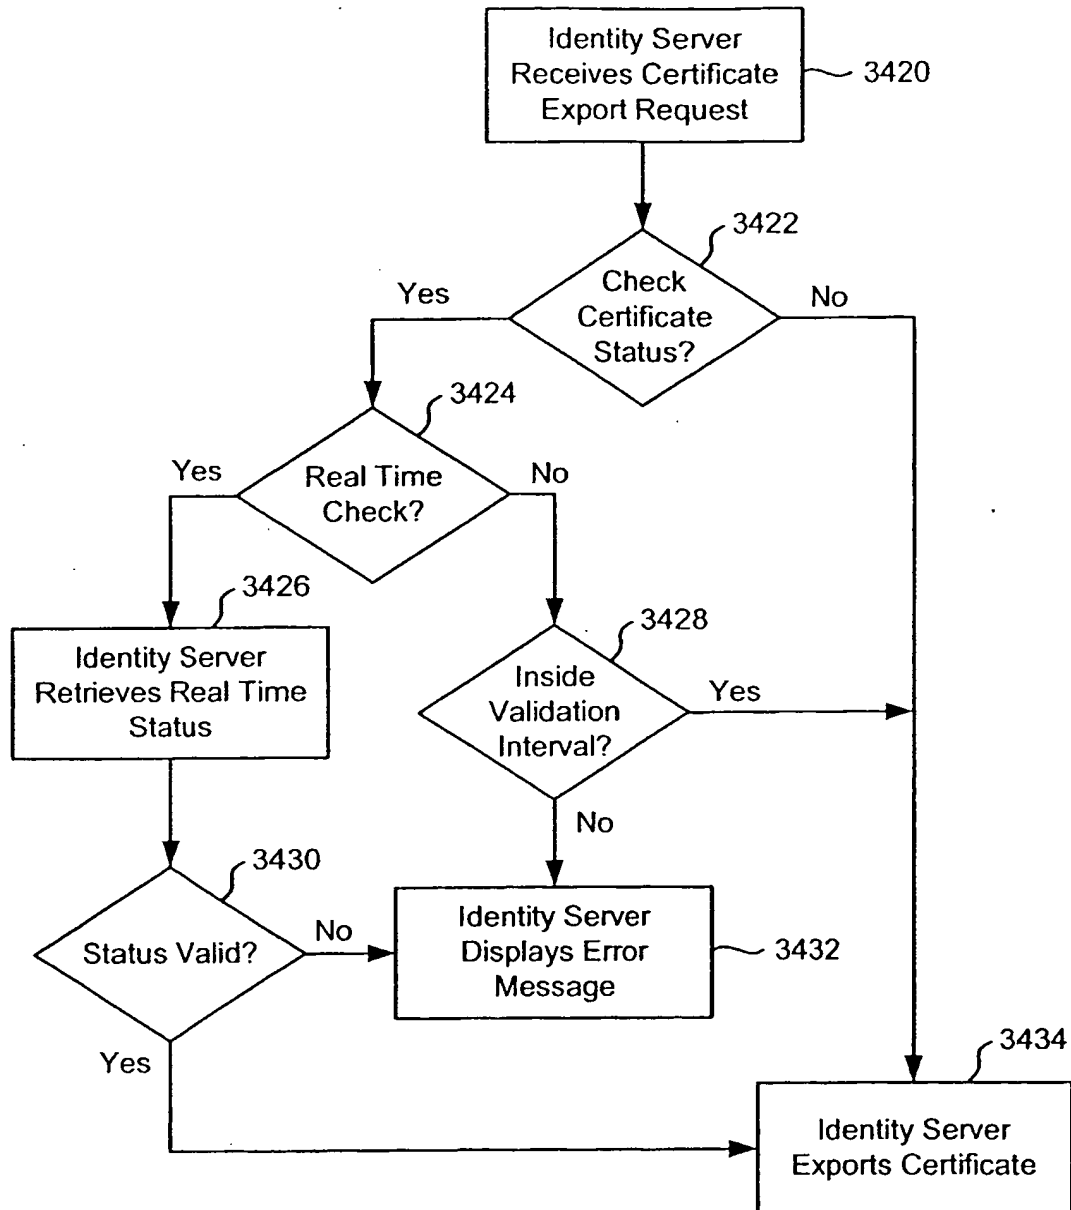 Identity Server
Receives Certificate
Export Request
3420
3422
Check
Certificate
Status?
Yes
No
3424
Real Time
Check?
Yes
No
3426
Identity Server
Retrieves Real Time
Status
3428
Inside
Validation
Interval?
Yes
No
3430
Status Valid?
No
Yes
Identity Server
Displays Error
Message
3432
3434
Identity Server
Exports Certificate